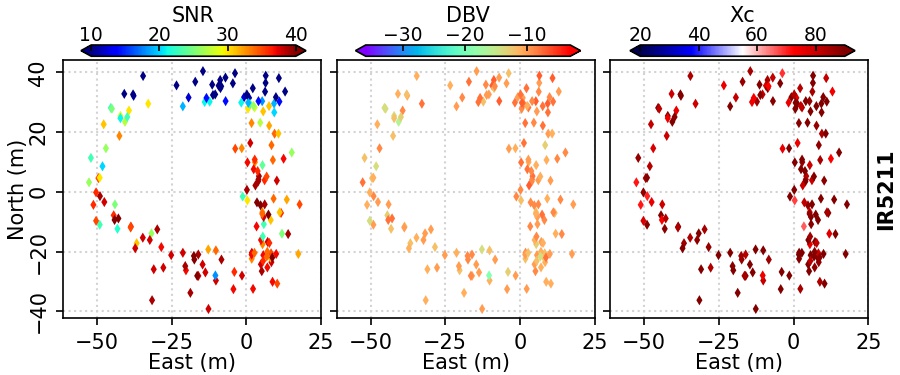 SNR DBV Xc
10 20 30 40 −30 −20 −10 20 40 60 80
40
20
0
−20
−40
North (m)
−50 −25 0 25 −50 −25 0 25 −50 −25 0 25
East (m) East (m) East (m)
IR5211